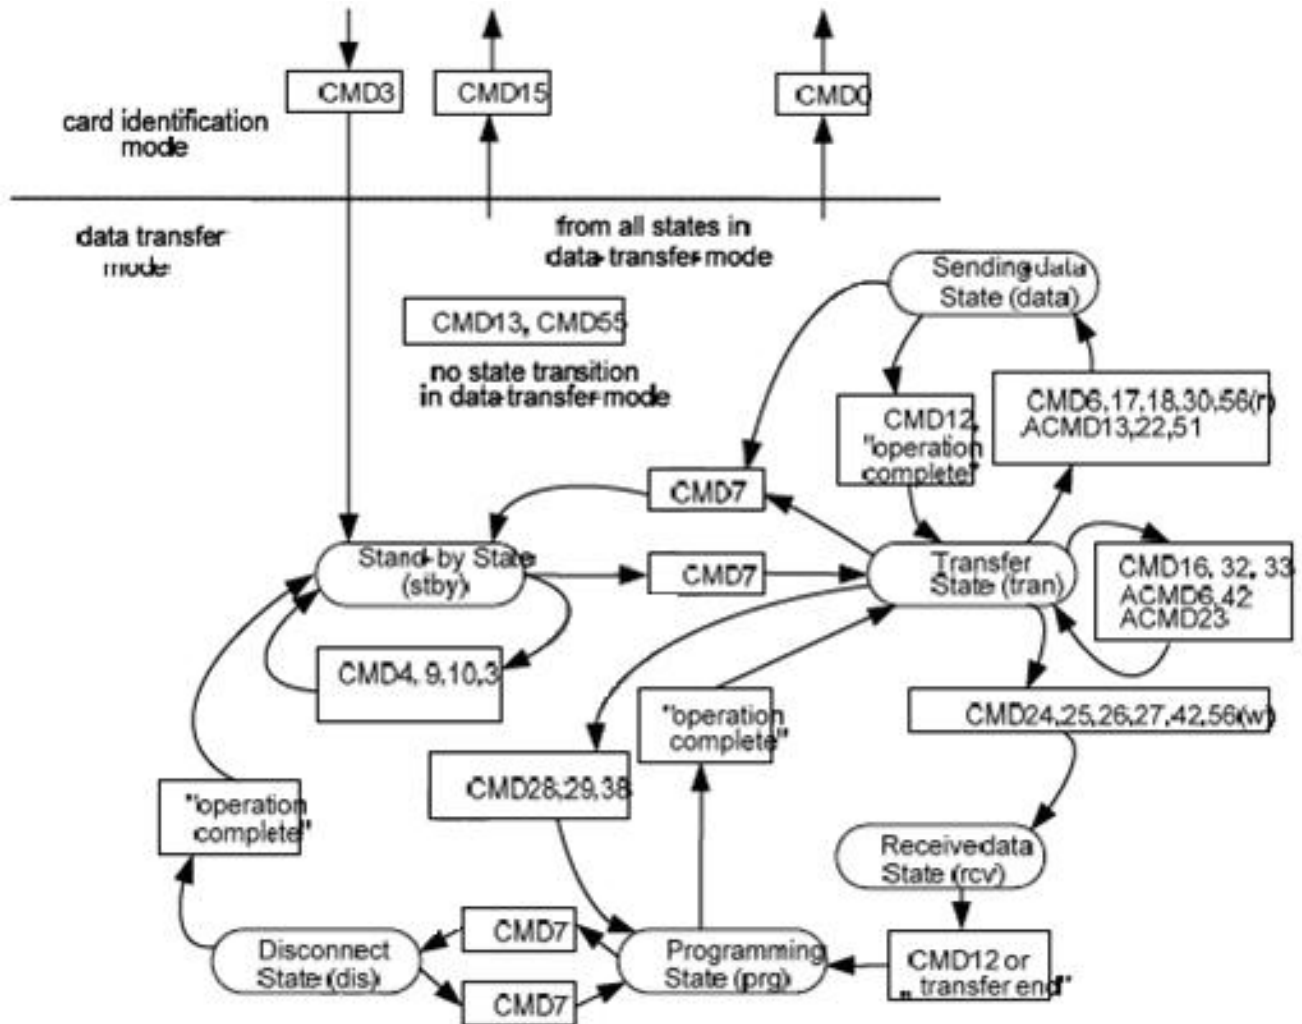 CMD3
CMD15
CMD0
card identification
mode
data transfer
mode
from all states in
data-transfer-mode
Sending data
State (data)
CMD13, CMD55
no state transition
in data-transfer-mode
CMD6,17,18,30,56(r)
ACMD13,22,51
CMD12,
"operation
complete"
CMD7
Stand-by State
(stby)
CMD7
Transfer
State (tran)
CMD16, 32, 33
ACMD6,42
ACMD23
CMD4, 9,10,3
"operation
complete"
CMD24,25,26,27,42,56(w)
CMD28,29,38
"operation
complete"
Receive data
State (rcv)
CMD7
Disconnect
State (dis)
Programming
State (prg)
CMD12 or
„ transfer end"
CMD7